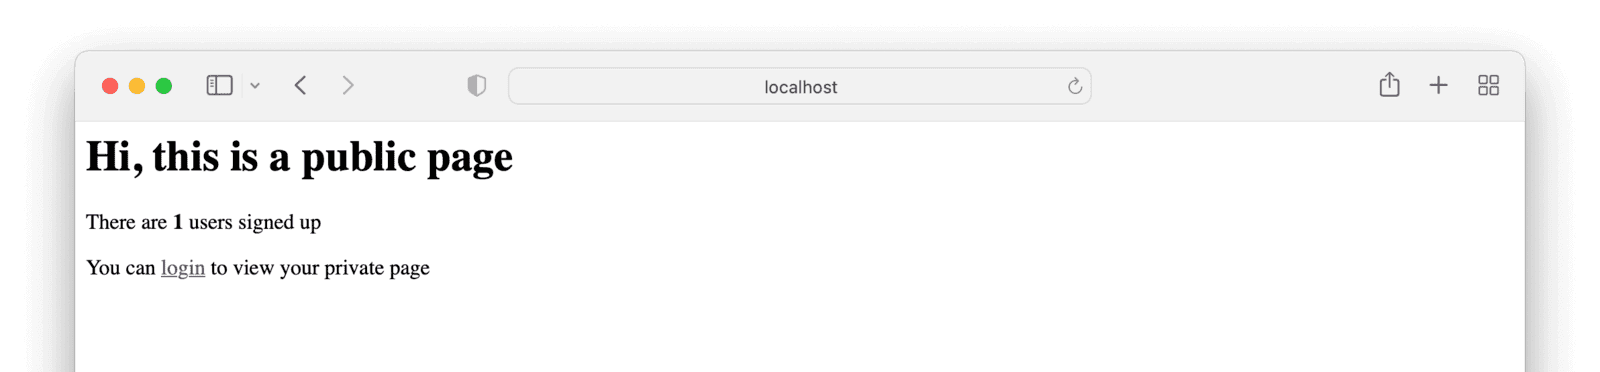 localhost
Hi, this is a public page
There are 1 users signed up
You can login to view your private page